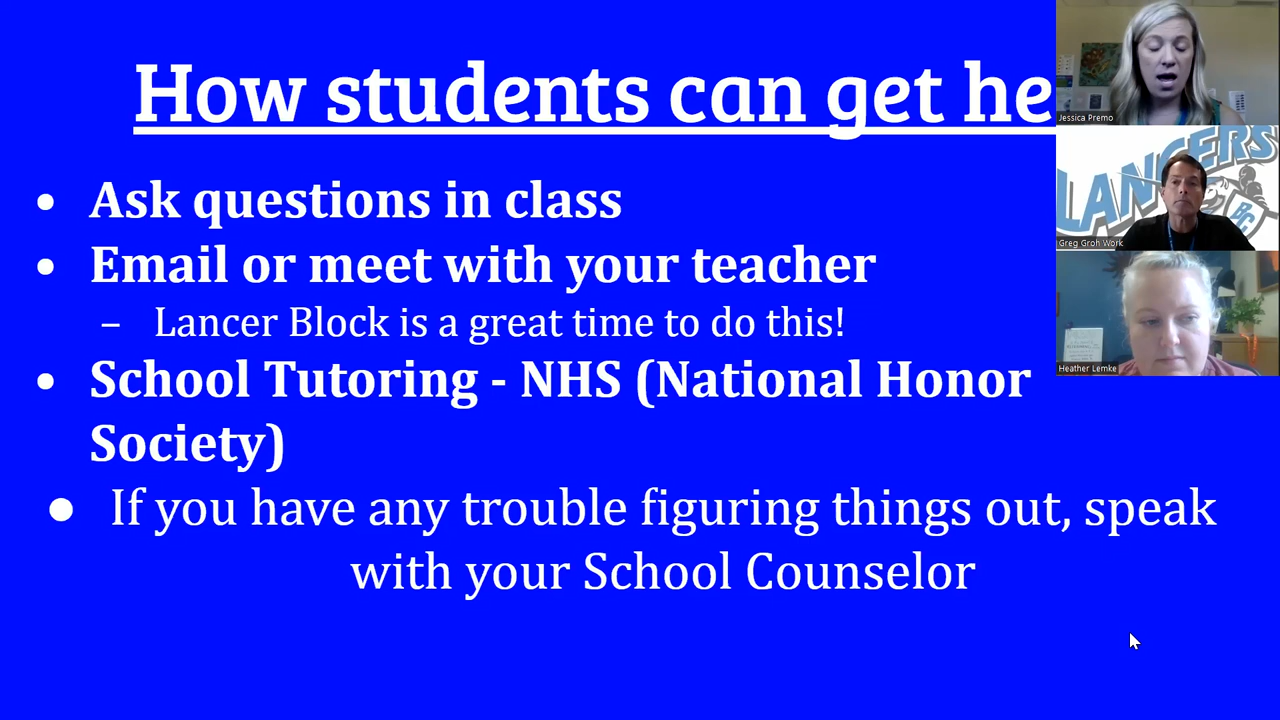 How students can get he
• Ask questions in class
• Email or meet with your teacher
– Lancer Block is a great time to do this!
• School Tutoring - NHS (National Honor
Society)
● If you have any trouble figuring things out, speak
with your School Counselor
Jessica Premo
LANCERS
BC
Greg Groh Work
Heather Lemke